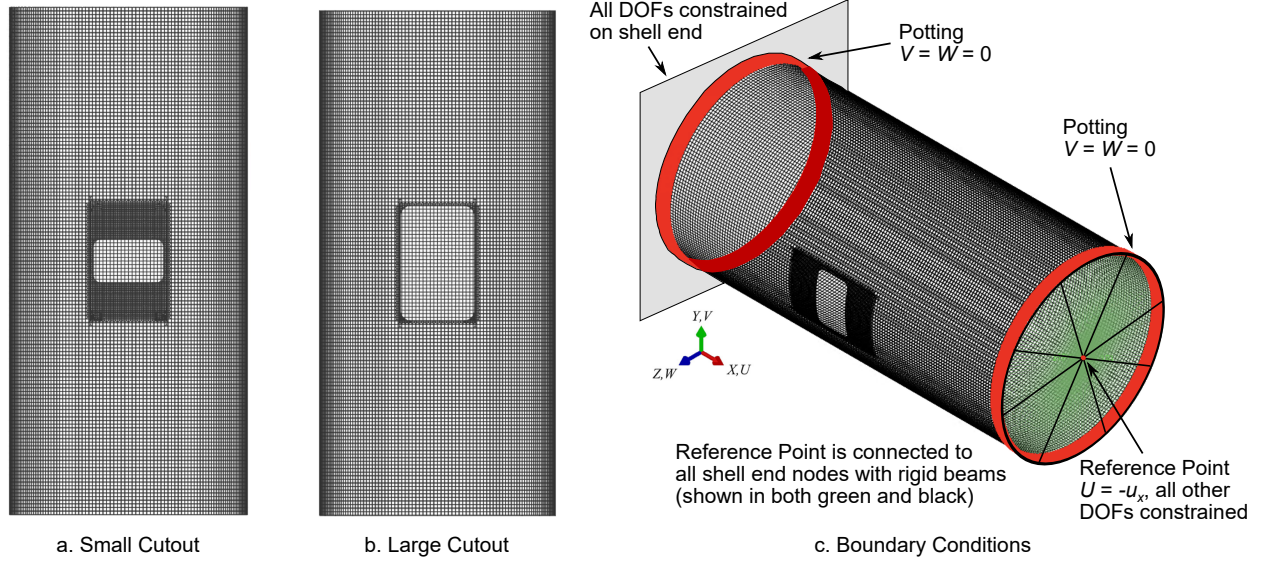 All DOFs constrained
on shell end
Potting
V = W = 0
Potting
V = W = 0
Y,V
Z,W
X,U
Reference Point is connected to
all shell end nodes with rigid beams
(shown in both green and black)
Reference Point
U = -uₓ, all other
DOFs constrained
a. Small Cutout
b. Large Cutout
c. Boundary Conditions